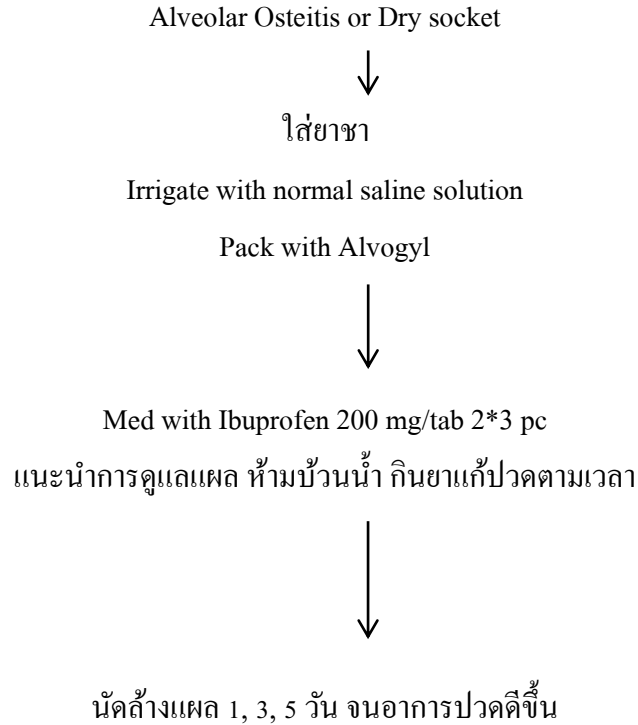 Alveolar Osteitis or Dry socket
ใส่ยาชา
Irrigate with normal saline solution
Pack with Alvogyl
Med with Ibuprofen 200 mg/tab 2*3 pc
แนะนำการดูแลแผล ห้ามบ้วนน้ำ กินยาแก้ปวดตามเวลา
นัดล้างแผล 1, 3, 5 วัน จนอาการปวดดีขึ้น